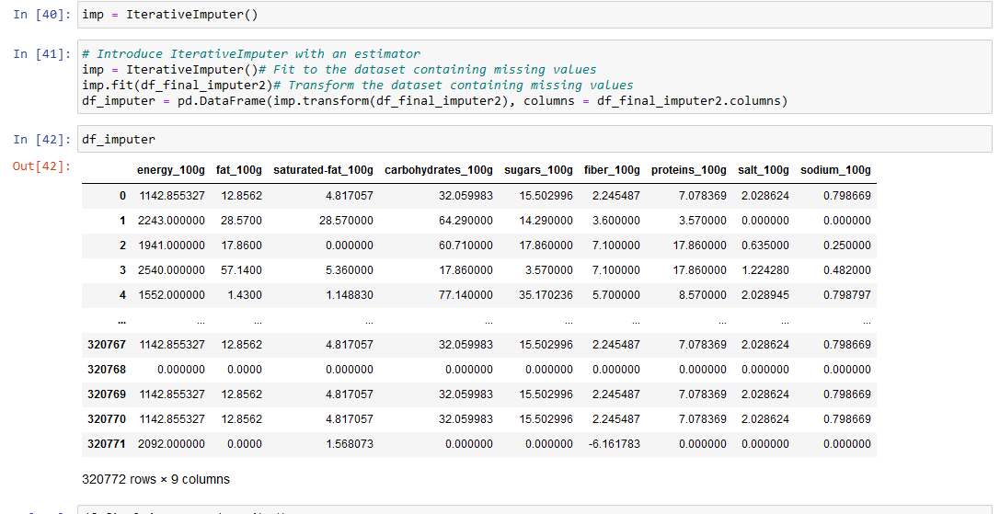 In [40]: imp = IterativeImputer()
In [41]: # Introduce IterativeImputer with an estimator
imp = IterativeImputer()# Fit to the dataset containing missing values
imp.fit(df_final_imputer2)# Transform the dataset containing missing values
df_imputer = pd.DataFrame(imp.transform(df_final_imputer2), columns = df_final_imputer2.columns)
In [42]: df_imputer
Out[42]:
energy_100g fat_100g saturated-fat_100g carbohydrates_100g sugars_100g fiber_100g proteins_100g salt_100g sodium_100g
0 1142.855327 12.8562 4.817057 32.059983 15.502996 2.245487 7.078369 2.028624 0.798669
1 2243.000000 28.5700 28.570000 64.290000 14.290000 3.600000 3.570000 0.000000 0.000000
2 1941.000000 17.8600 0.000000 60.710000 17.860000 7.100000 17.860000 0.635000 0.250000
3 2540.000000 57.1400 5.360000 17.860000 3.570000 7.100000 17.860000 1.224280 0.482000
4 1552.000000 1.4300 1.148830 77.140000 35.170236 5.700000 8.570000 2.028945 0.798797
... ... ... ... ... ... ... ... ... ...
320767 1142.855327 12.8562 4.817057 32.059983 15.502996 2.245487 7.078369 2.028624 0.798669
320768 0.000000 0.0000 0.000000 0.000000 0.000000 0.000000 0.000000 0.000000 0.000000
320769 1142.855327 12.8562 4.817057 32.059983 15.502996 2.245487 7.078369 2.028624 0.798669
320770 1142.855327 12.8562 4.817057 32.059983 15.502996 2.245487 7.078369 2.028624 0.798669
320771 2092.000000 0.0000 1.568073 0.000000 0.000000 -6.161783 0.000000 0.000000 0.000000
320772 rows × 9 columns